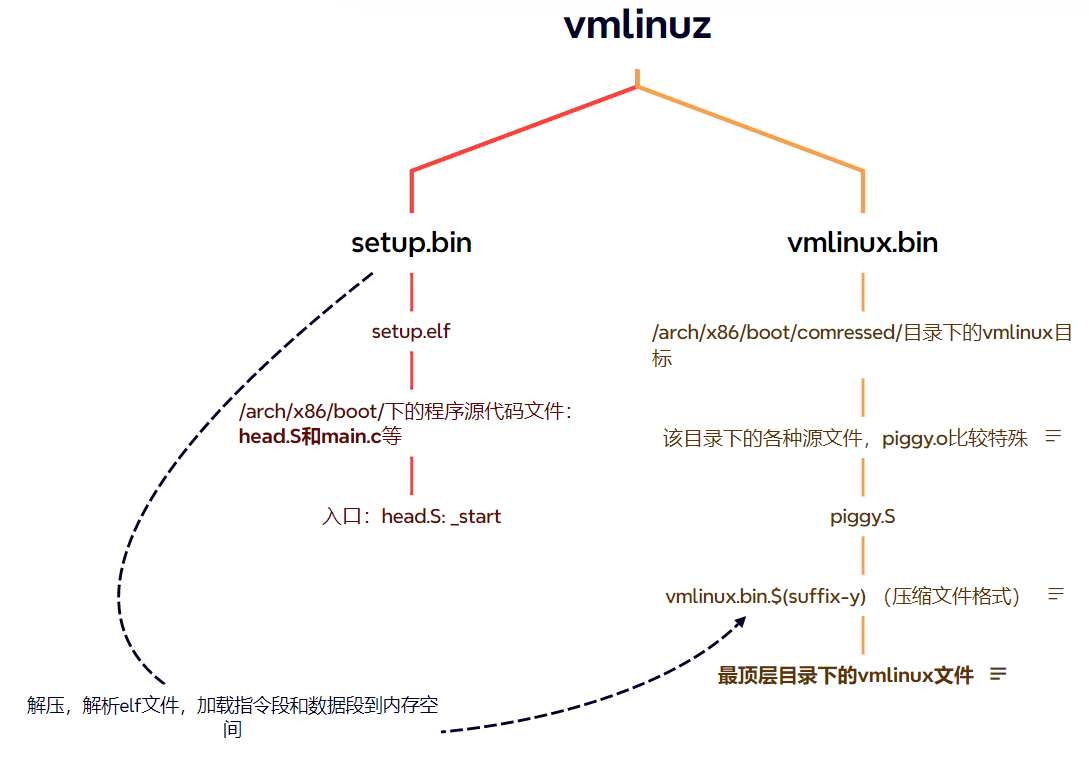 vmlinuz
setup.bin
vmlinux.bin
setup.elf
/arch/x86/boot/comressed/目录下的vmlinux目
标
/arch/x86/boot/下的程序源代码文件：
head.S和main.c等
该目录下的各种源文件，piggy.o比较特殊
入口：head.S: _start
piggy.S
vmlinux.bin.$(suffix-y) （压缩文件格式）
最顶层目录下的vmlinux文件
解压，解析elf文件，加载指令段和数据段到内存空
间